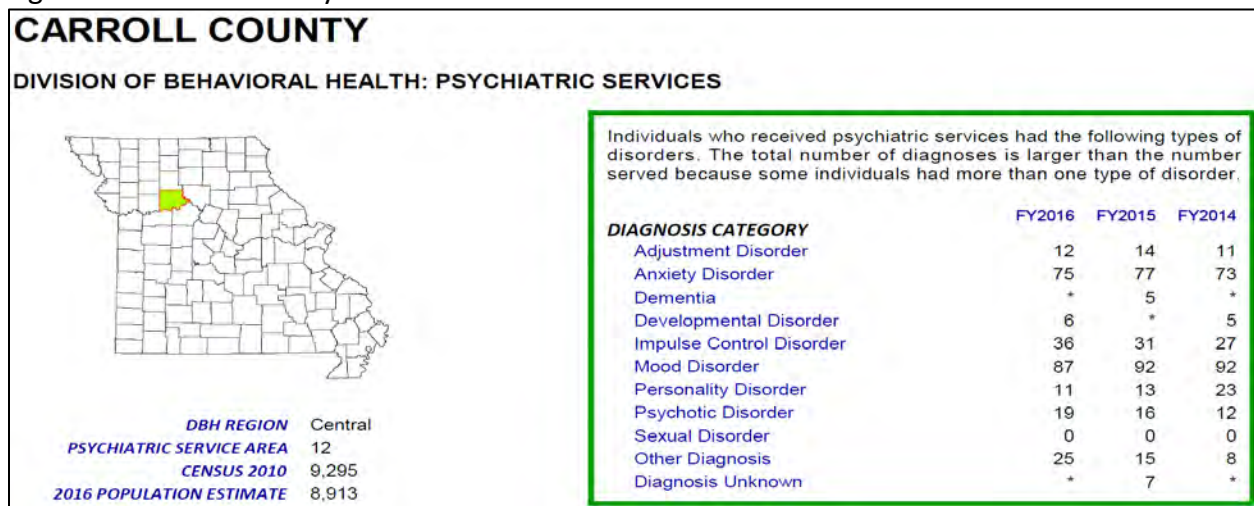 CARROLL COUNTY
DIVISION OF BEHAVIORAL HEALTH: PSYCHIATRIC SERVICES
Individuals who received psychiatric services had the following types of
disorders. The total number of diagnoses is larger than the number
served because some individuals had more than one type of disorder.
DIAGNOSIS CATEGORY FY2016 FY2015 FY2014
Adjustment Disorder 12 14 11
Anxiety Disorder 75 77 73
Dementia * 5 *
Developmental Disorder 6 * 5
Impulse Control Disorder 36 31 27
Mood Disorder 87 92 92
Personality Disorder 11 13 23
Psychotic Disorder 19 16 12
Sexual Disorder 0 0 0
Other Diagnosis 25 15 8
Diagnosis Unknown * 7 *
DBH REGION Central
PSYCHIATRIC SERVICE AREA 12
CENSUS 2010 9,295
2016 POPULATION ESTIMATE 8,913